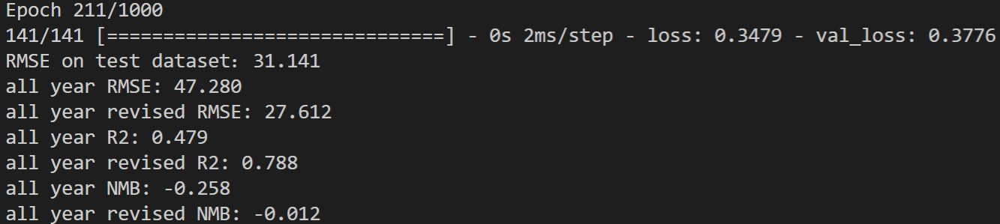 Epoch 211/1000
141/141 [==============================] - 0s 2ms/step - loss: 0.3479 - val_loss: 0.3776
RMSE on test dataset: 31.141
all year RMSE: 47.280
all year revised RMSE: 27.612
all year R2: 0.479
all year revised R2: 0.788
all year NMB: -0.258
all year revised NMB: -0.012